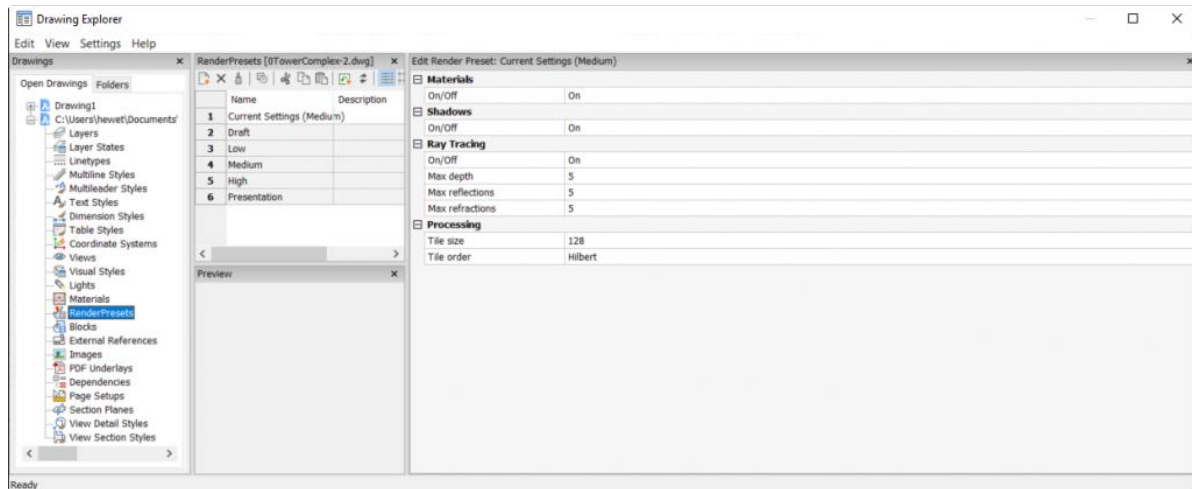 Drawing Explorer
Edit View Settings Help
Drawings
Open Drawings Folders
Drawing1
C:\Users\hewet\Documents'
Layers
Layer States
Linetypes
Multiline Styles
Multileader Styles
Text Styles
Dimension Styles
Table Styles
Coordinate Systems
Views
Visual Styles
Lights
Materials
RenderPresets
Blocks
External References
Images
PDF Underlays
Dependencies
Page Setups
Section Planes
View Detail Styles
View Section Styles
RenderPresets [0TowerComplex-2.dwg]
Name Description
1 Current Settings (Medium)
2 Draft
3 Low
4 Medium
5 High
6 Presentation
Preview
Edit Render Preset: Current Settings (Medium)
Materials
On/Off On
Shadows
On/Off On
Ray Tracing
On/Off On
Max depth 5
Max reflections 5
Max refractions 5
Processing
Tile size 128
Tile order Hilbert
Ready